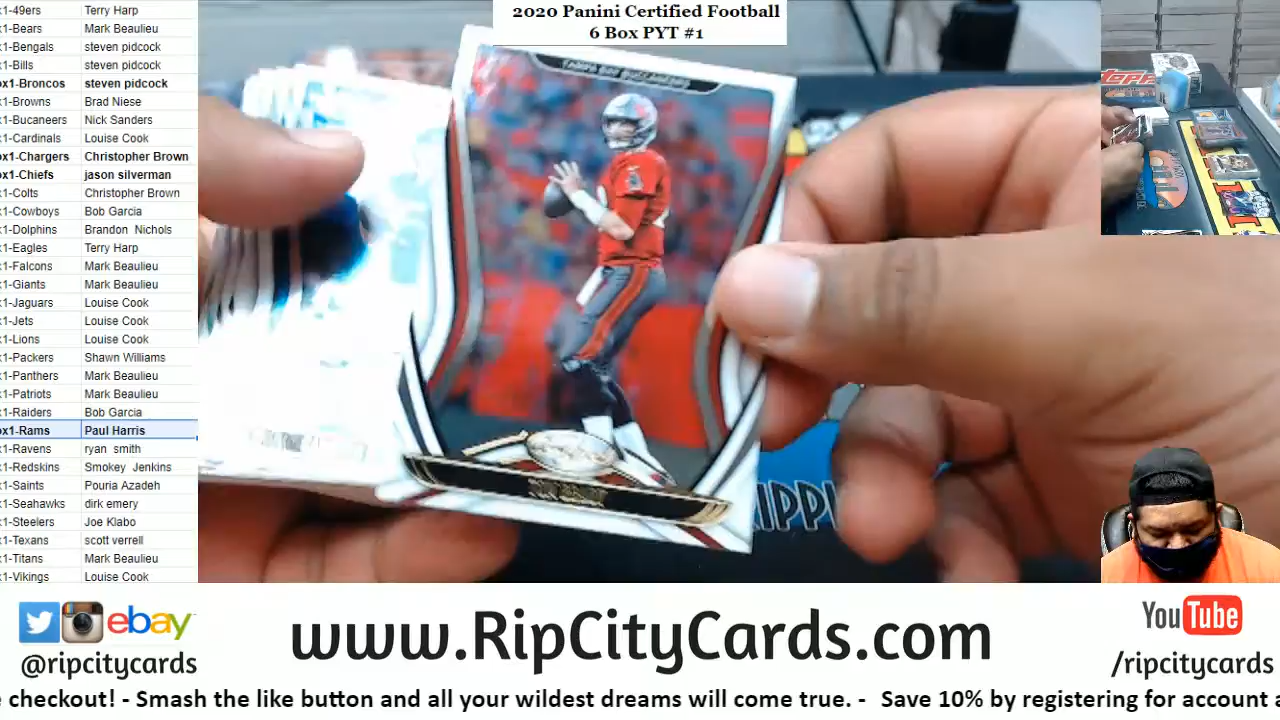 2020 Panini Certified Football
6 Box PYT #1
x1-49ers Terry Harp
x1-Bears Mark Beaulieu
x1-Bengals steven pidcock
x1-Bills steven pidcock
ox1-Broncos steven pidcock
x1-Browns Brad Niese
x1-Bucaneers Nick Sanders
x1-Cardinals Louise Cook
ox1-Chargers Christopher Brown
ox1-Chiefs jason silverman
x1-Colts Christopher Brown
x1-Cowboys Bob Garcia
x1-Dolphins Brandon Nichols
x1-Eagles Terry Harp
x1-Falcons Mark Beaulieu
x1-Giants Mark Beaulieu
x1-Jaguars Louise Cook
x1-Jets Louise Cook
x1-Lions Louise Cook
x1-Packers Shawn Williams
x1-Panthers Mark Beaulieu
x1-Patriots Mark Beaulieu
x1-Raiders Bob Garcia
ox1-Rams Paul Harris
x1-Ravens ryan smith
x1-Redskins Smokey Jenkins
x1-Saints Pouria Azadeh
x1-Seahawks dirk emery
x1-Steelers Joe Klabo
x1-Texans scott verrell
x1-Titans Mark Beaulieu
x1-Vikings Louise Cook
TAMPA BAY BUCCANEERS
TOM BRADY
RIPPI
TOPPS
ebay
@ripcitycards
www.RipCityCards.com
YouTube
/ripcitycards
e checkout! - Smash the like button and all your wildest dreams will come true. - Save 10% by registering for account a